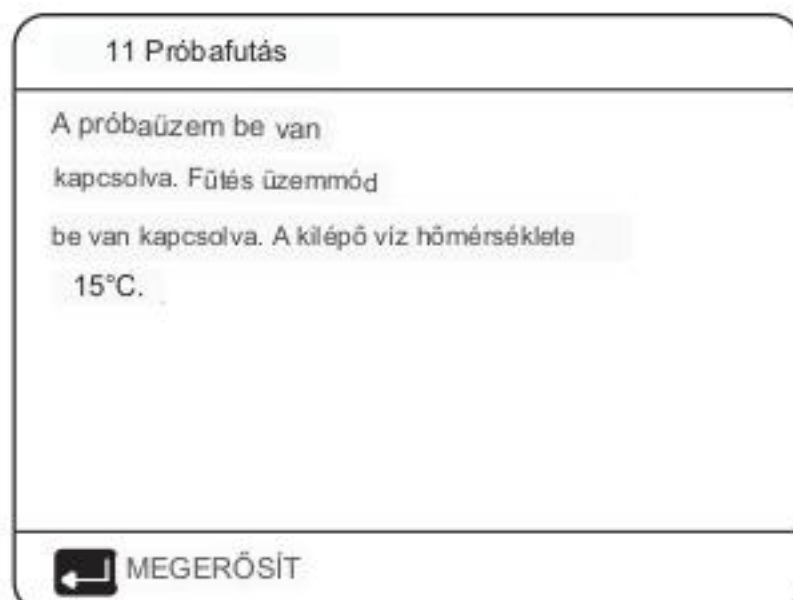 11 Próbafutás
A próbaüzem be van
kapcsolva. Fűtés üzemmód
be van kapcsolva. A kilépő víz hőmérséklete
15°C.
MEGERŐSÍT